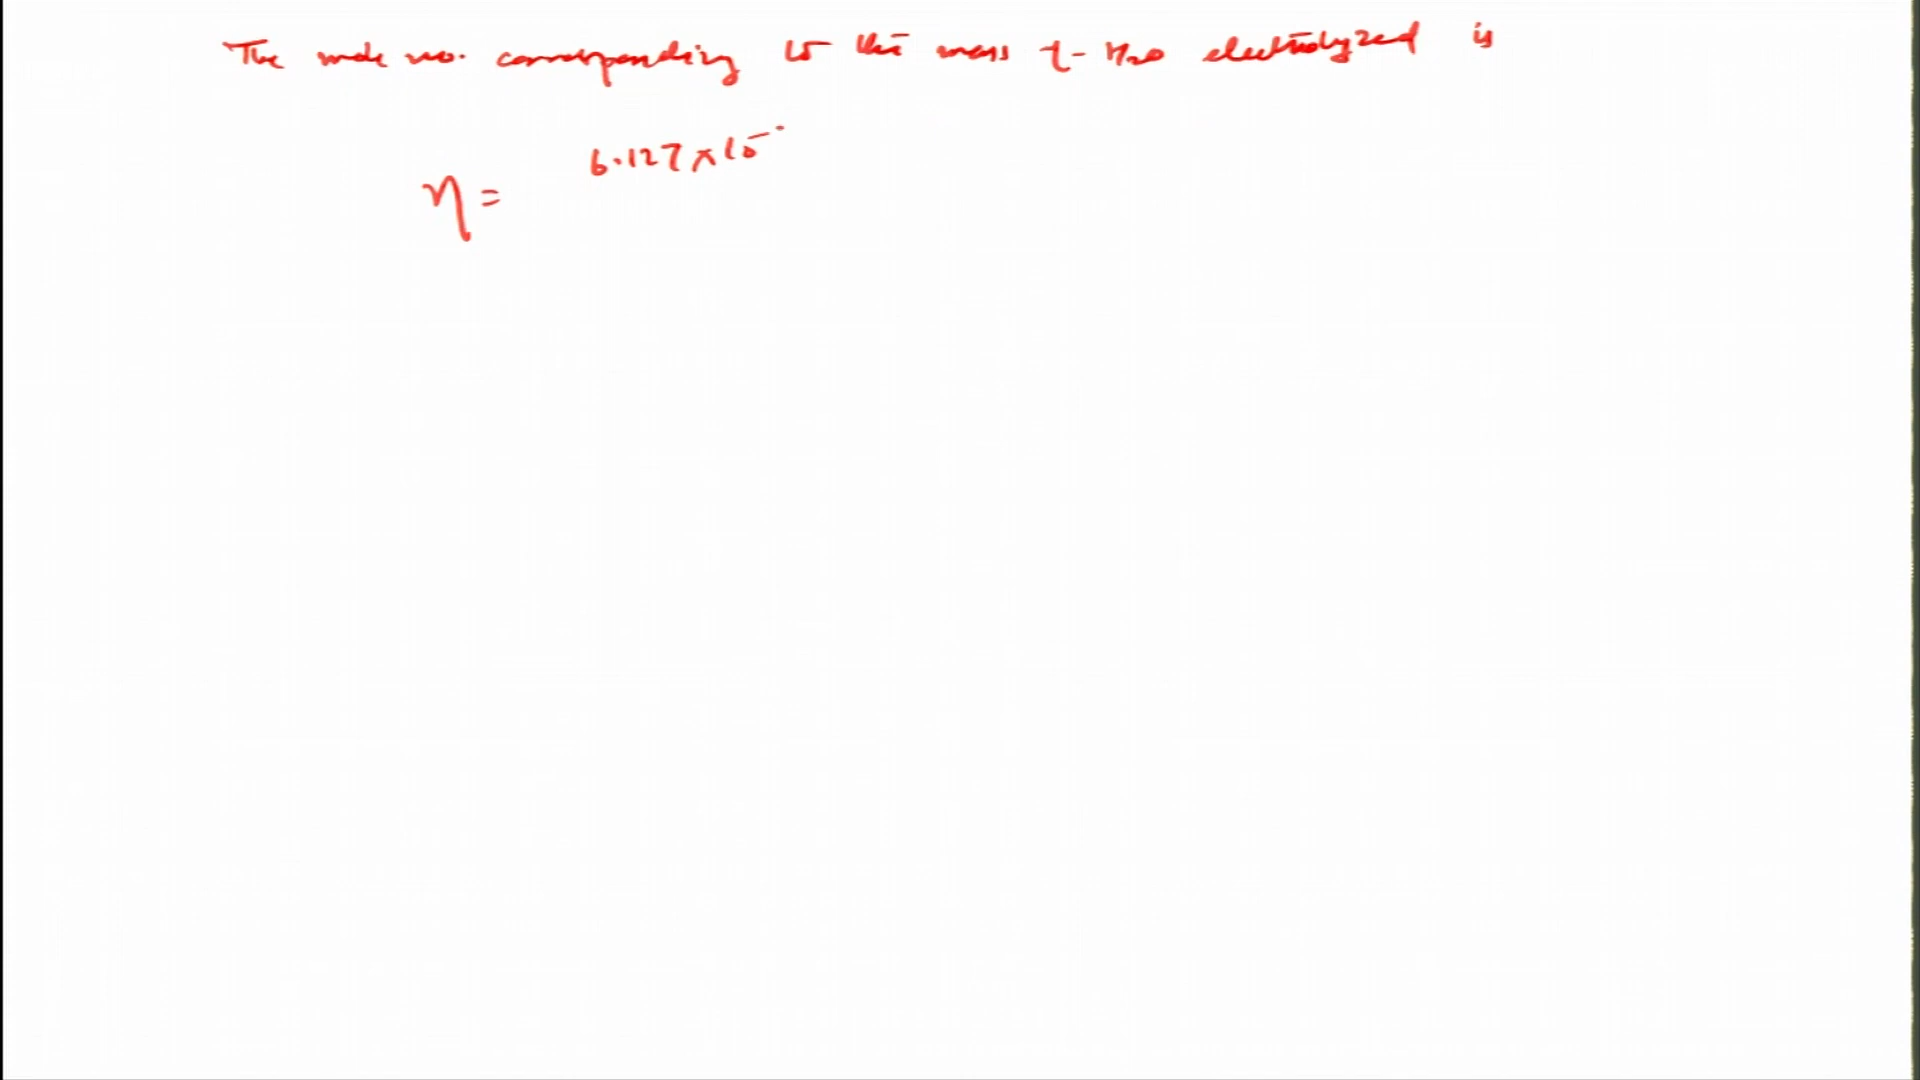 The mole no. corresponding to the mass of H2O electrolyzed is
6.127 × 10
η =